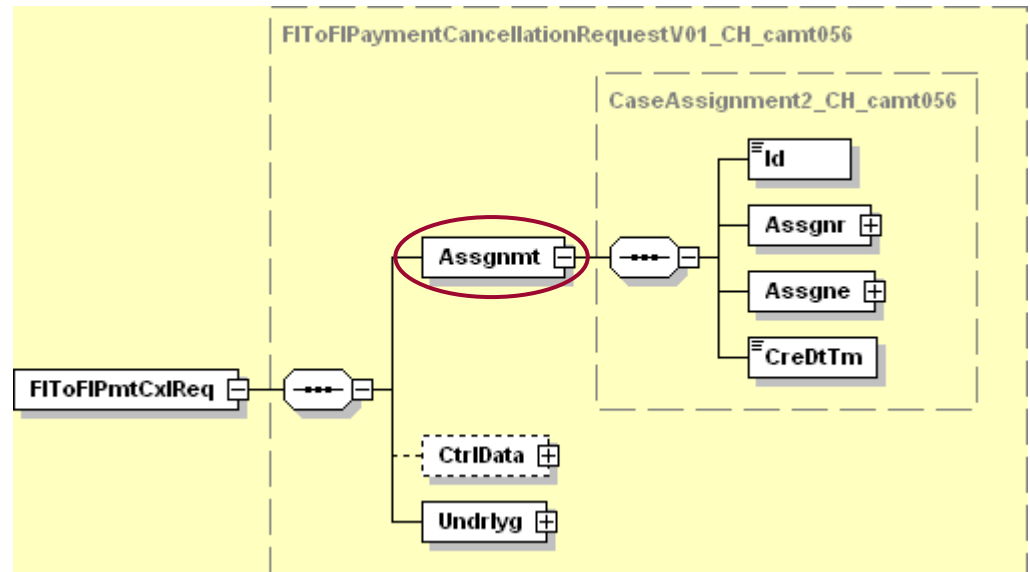 FIToFIPaymentCancellationRequestV01_CH_camt056
CaseAssignment2_CH_camt056
Id
Assgnr
Assgne
CreDtTm
Assgnmt
FIToFIPmtCxlReq
CtrlData
Undrlyg